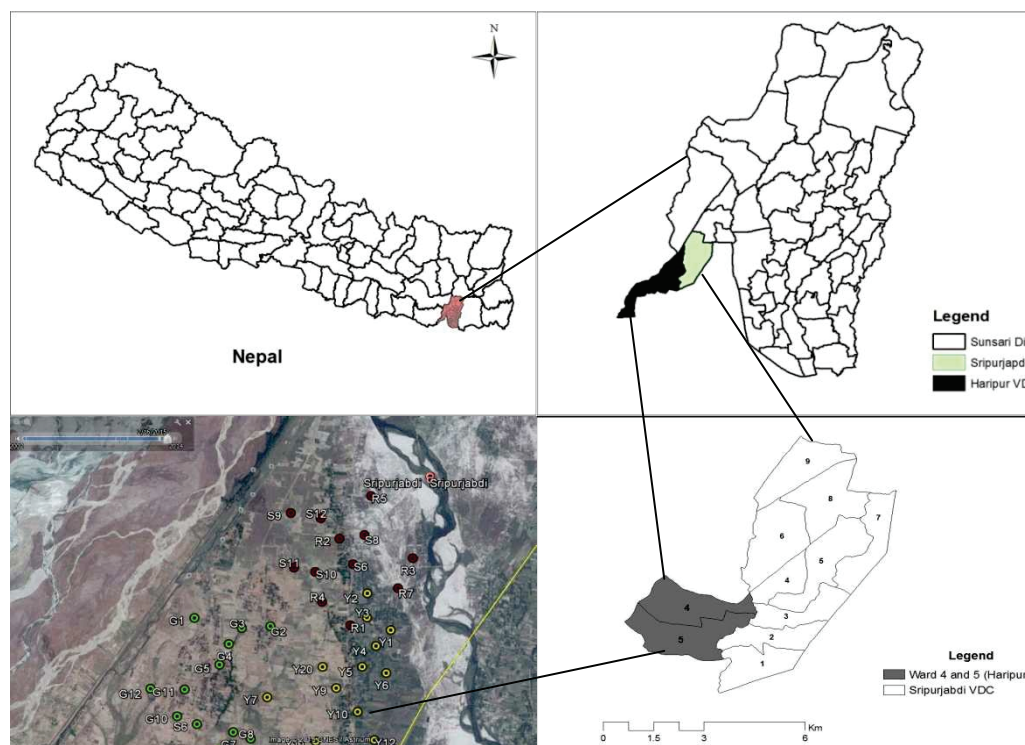 N
Nepal
Legend
Sunsari Di
Sripurjapd
Haripur VD
Sripurjabdi Sripurjabdi
R5
S9
S12
R2
S8
S11
S10
S6
R3
R7
R4
Y2
Y3
R1
Y1
G1
G3
G2
G4
Y4
G5
Y20
Y5
Y6
G12
G11
Y7
Y9
G10
S6
Y10
G8
G7
Y12
9
8
7
6
5
4
3
4
2
5
1
Legend
Ward 4 and 5 (Haripur
Sripurjabdi VDC
0 1.5 3 6
Km